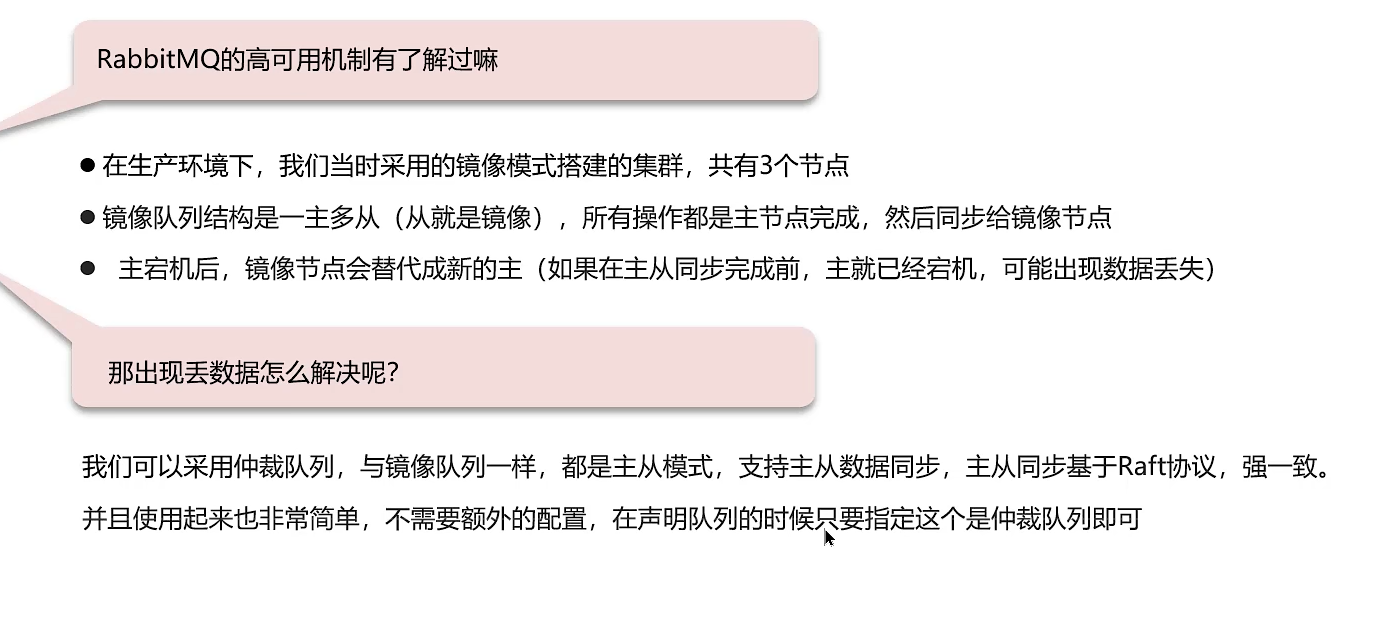 RabbitMQ的高可用机制有了解过嘛
● 在生产环境下，我们当时采用的镜像模式搭建的集群，共有3个节点
● 镜像队列结构是一主多从（从就是镜像），所有操作都是主节点完成，然后同步给镜像节点
● 主宕机后，镜像节点会替代成新的主（如果在主从同步完成前，主就已经宕机，可能出现数据丢失）
那出现丢数据怎么解决呢？
我们可以采用仲裁队列，与镜像队列一样，都是主从模式，支持主从数据同步，主从同步基于Raft协议，强一致。
并且使用起来也非常简单，不需要额外的配置，在声明队列的时候只要指定这个是仲裁队列即可